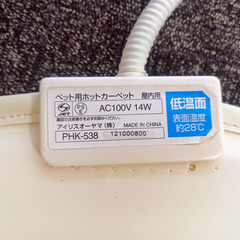 ペット用ホットカーペット 屋内用
PS E
JET
AC100V 14W
低温面
表面温度
約28℃
アイリスオーヤマ(株) MADE IN CHINA
PHK-538 121000800